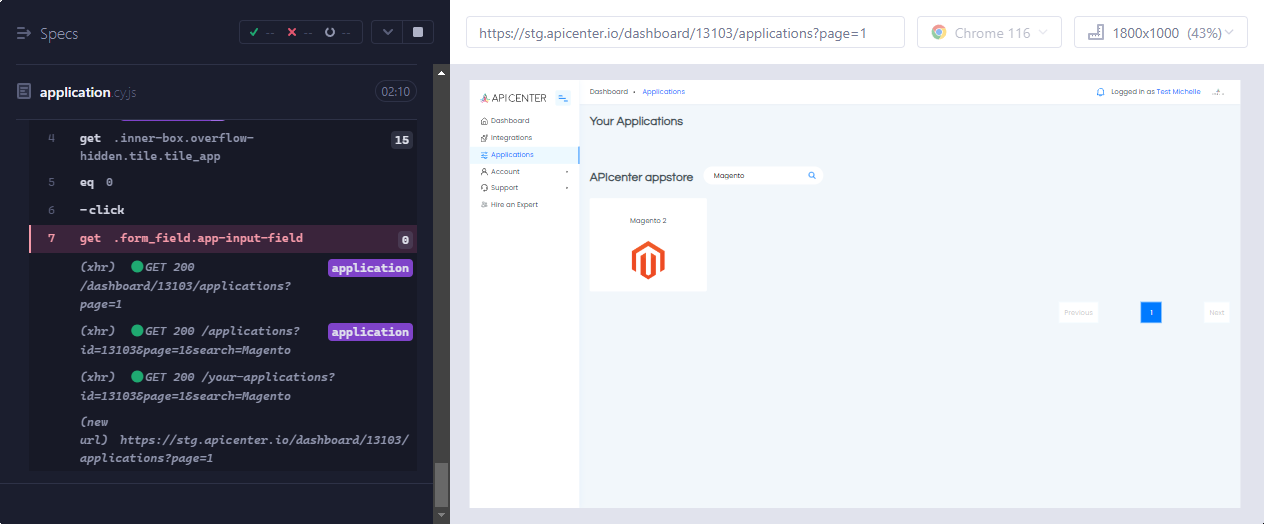 Specs
-- -- --
application.cy.js 02:10
4 get .inner-box.overflow-
hidden.tile.tile_app 15
5 eq 0
6 -click
7 get .form_field.app-input-field 0
(xhr) GET 200
/dashboard/13103/applications?
page=1 application
(xhr) GET 200 /applications?
id=13103&page=1&search=Magento application
(xhr) GET 200 /your-applications?
id=13103&page=1&search=Magento
(new
url) https://stg.apicenter.io/dashboard/13103/
applications?page=1
https://stg.apicenter.io/dashboard/13103/applications?page=1
Chrome 116
1800x1000 (43%)
APICENTER
Dashboard • Applications
Logged in as Test Michelle
Dashboard
Integrations
Applications
Account
Support
Hire an Expert
Your Applications
APIcenter appstore
Magento
Magento 2
Previous 1 Next